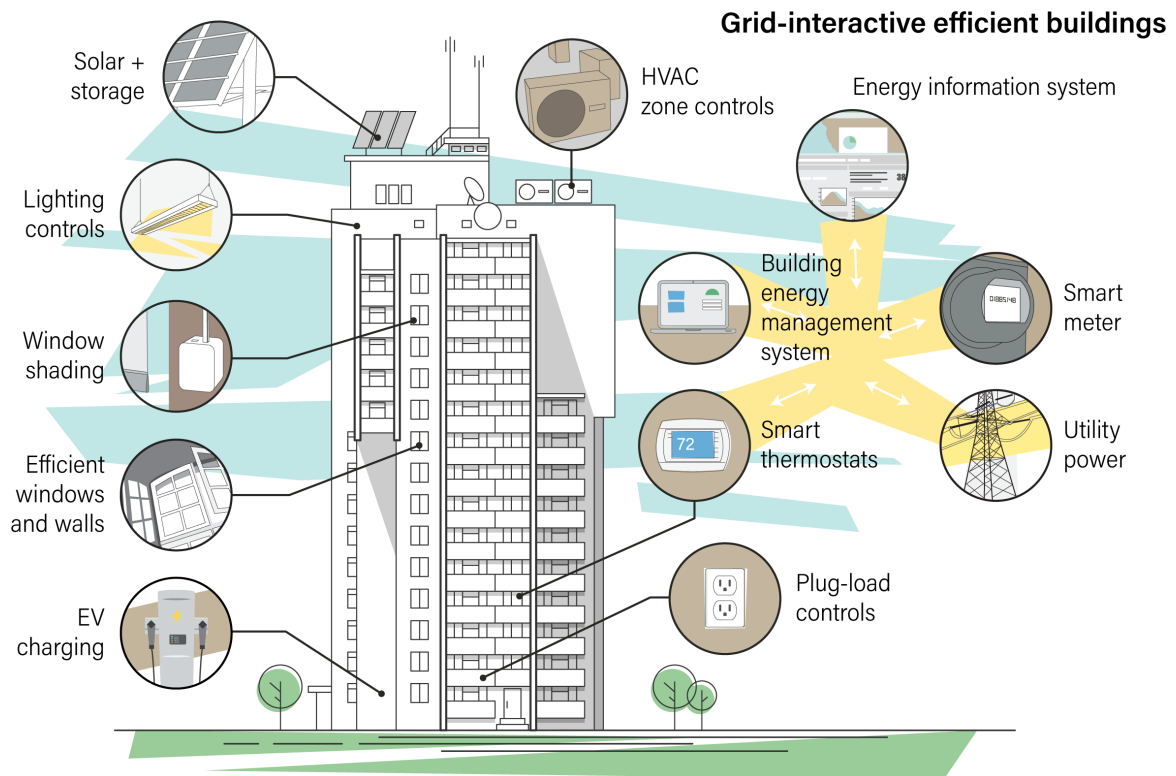 Grid-interactive efficient buildings
Solar +
storage
HVAC
zone controls
Energy information system
38
Lighting
controls
Building
energy
management
system
Smart
meter
Window
shading
72
Smart
thermostats
Utility
power
Efficient
windows
and walls
Plug-load
controls
EV
charging